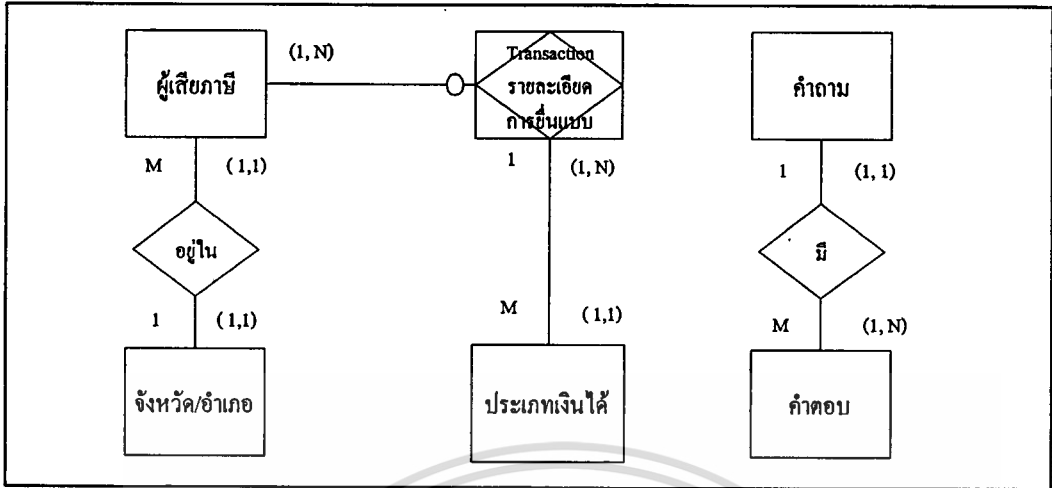 (1, N)
ผู้เสียภาษี
Transaction
รายละเอียด
การยื่นแบบ
คำถาม
M (1,1)
1 (1, N)
1 (1, 1)
อยู่ใน
มี
1 (1,1)
M (1,1)
M (1, N)
จังหวัด/อำเภอ
ประเภทเงินได้
คำตอบ